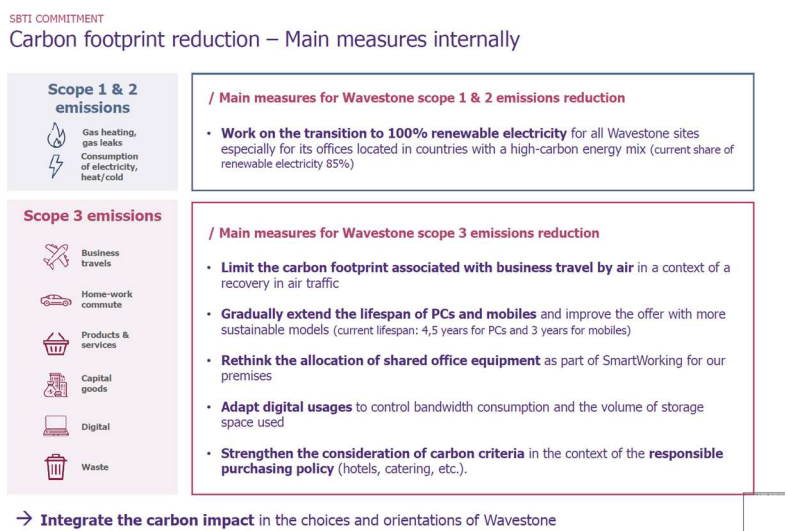 SBTI COMMITMENT
Carbon footprint reduction – Main measures internally
Scope 1 & 2
emissions
Gas heating,
gas leaks
Consumption
of electricity,
heat/cold
/ Main measures for Wavestone scope 1 & 2 emissions reduction
• Work on the transition to 100% renewable electricity for all Wavestone sites
especially for its offices located in countries with a high-carbon energy mix (current share of
renewable electricity 85%)
Scope 3 emissions
Business
travels
Home-work
commute
Products &
services
Capital
goods
Digital
Waste
/ Main measures for Wavestone scope 3 emissions reduction
• Limit the carbon footprint associated with business travel by air in a context of a
recovery in air traffic
• Gradually extend the lifespan of PCs and mobiles and improve the offer with more
sustainable models (current lifespan: 4,5 years for PCs and 3 years for mobiles)
• Rethink the allocation of shared office equipment as part of SmartWorking for our
premises
• Adapt digital usages to control bandwidth consumption and the volume of storage
space used
• Strengthen the consideration of carbon criteria in the context of the responsible
purchasing policy (hotels, catering, etc.).
→ Integrate the carbon impact in the choices and orientations of Wavestone